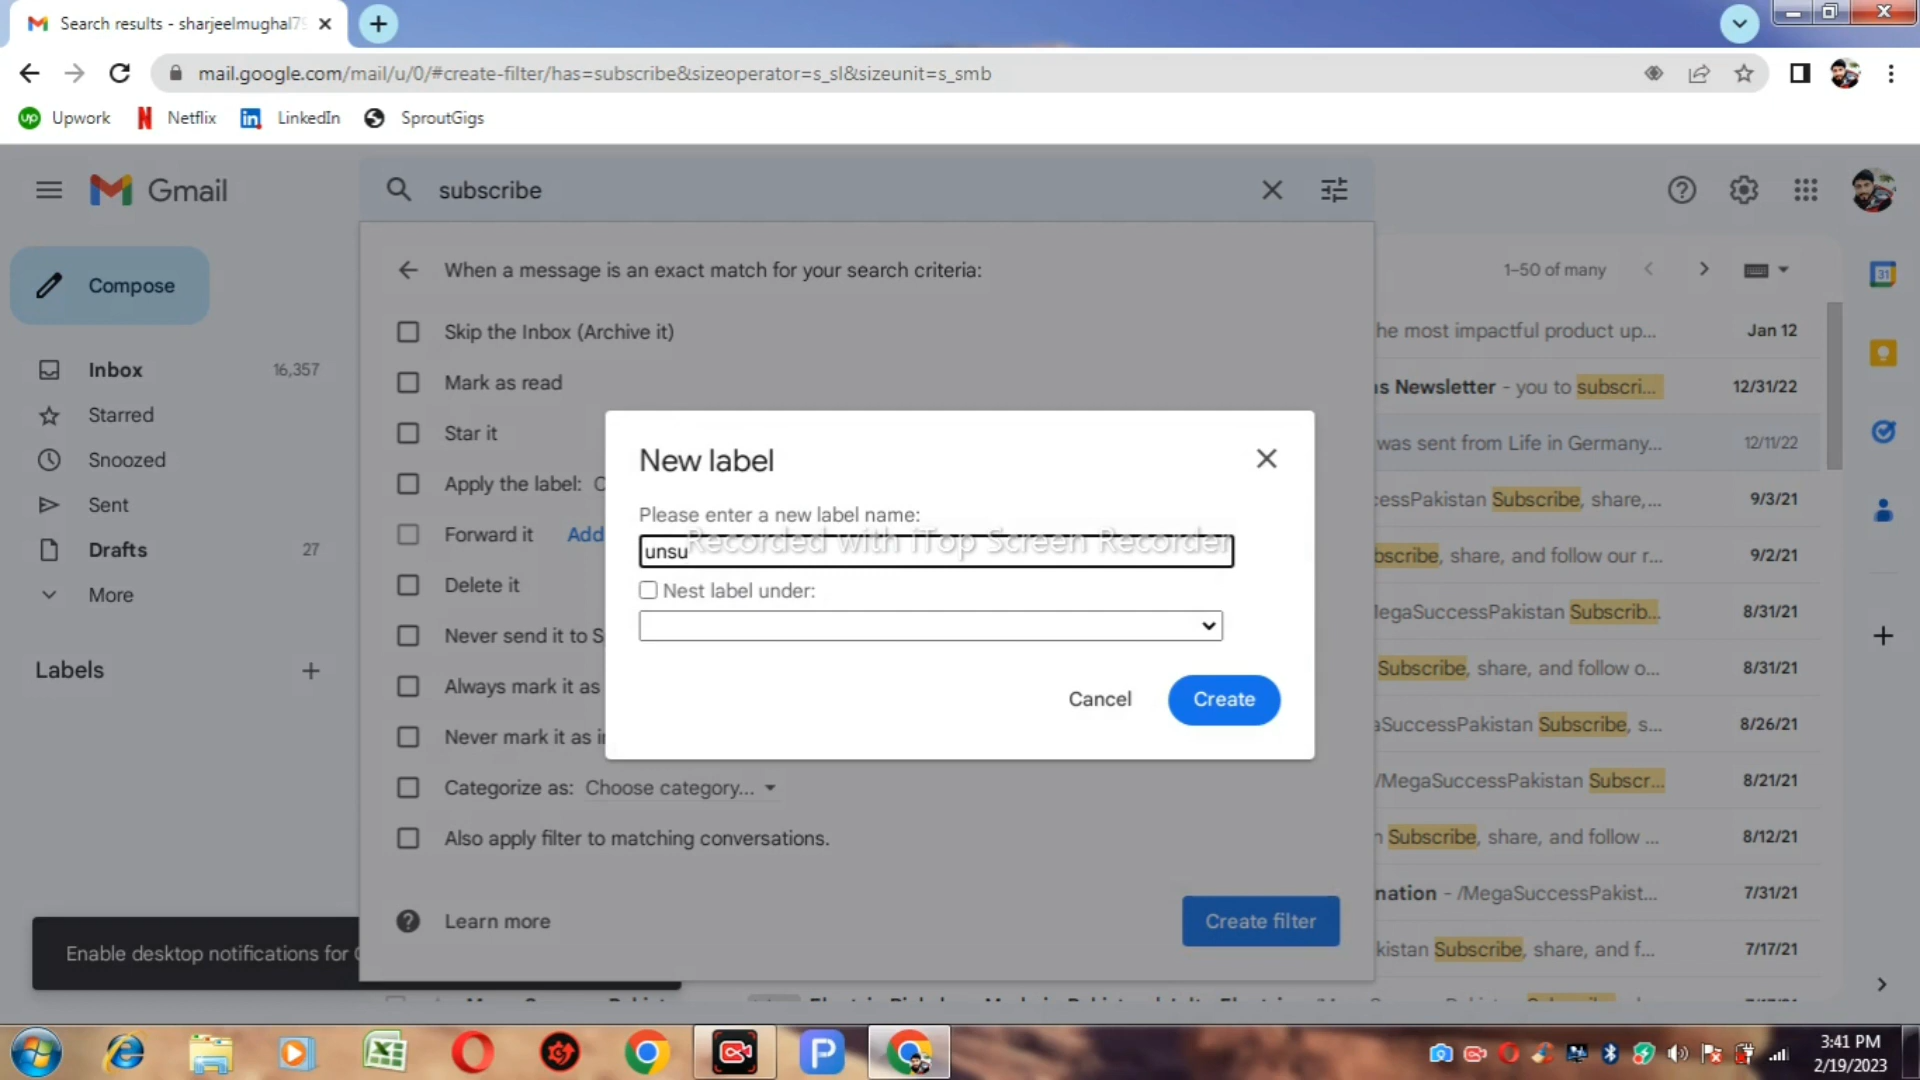 Search results - sharjeelmughal79
mail.google.com/mail/u/0/#create-filter/has=subscribe&sizeoperator=s_sl&sizeunit=s_smb
Upwork
Netflix
LinkedIn
SproutGigs
Gmail
subscribe
Compose
Inbox 16,357
Starred
Snoozed
Sent
Drafts 27
More
Labels
Enable desktop notifications for
When a message is an exact match for your search criteria:
Skip the Inbox (Archive it)
Mark as read
Star it
Apply the label:
Forward it Add
Delete it
Never send it to S
Always mark it as
Never mark it as
Categorize as: Choose category...
Also apply filter to matching conversations.
Learn more
Create filter
New label
Please enter a new label name:
unsu
Recorded with iTop Screen Recorder
Nest label under:
Cancel
Create
1–50 of many
he most impactful product up... Jan 12
s Newsletter - you to subscri... 12/31/22
was sent from Life in Germany... 12/11/22
cessPakistan Subscribe, share,... 9/3/21
bscribe, share, and follow our r... 9/2/21
MegaSuccessPakistan Subscrib... 8/31/21
Subscribe, share, and follow o... 8/31/21
aSuccessPakistan Subscribe, s... 8/26/21
/MegaSuccessPakistan Subscr... 8/21/21
n Subscribe, share, and follow ... 8/12/21
nation - /MegaSuccessPakist... 7/31/21
kistan Subscribe, share, and f... 7/17/21
31
3:41 PM
2/19/2023